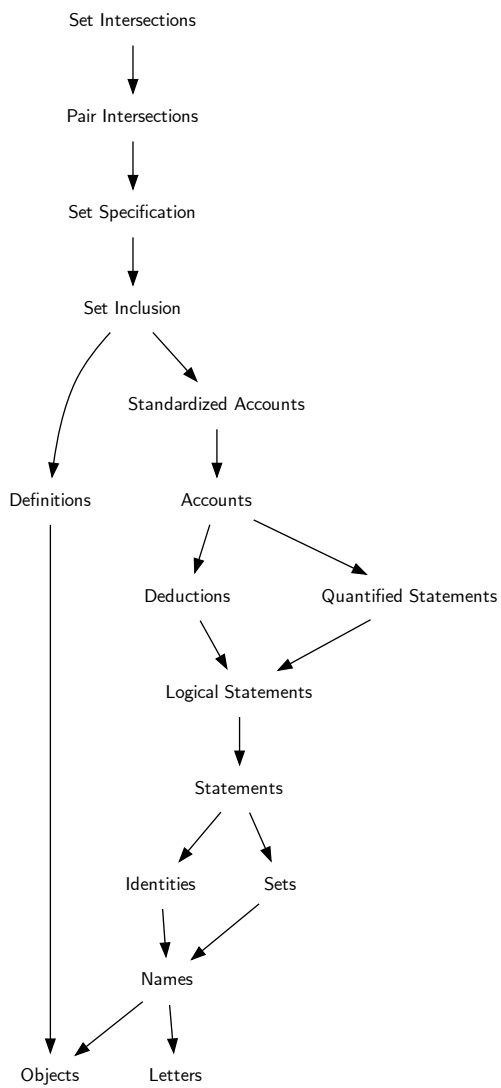 Set Intersections
Pair Intersections
Set Specification
Set Inclusion
Standardized Accounts
Definitions
Accounts
Deductions
Quantified Statements
Logical Statements
Statements
Identities
Sets
Names
Objects
Letters